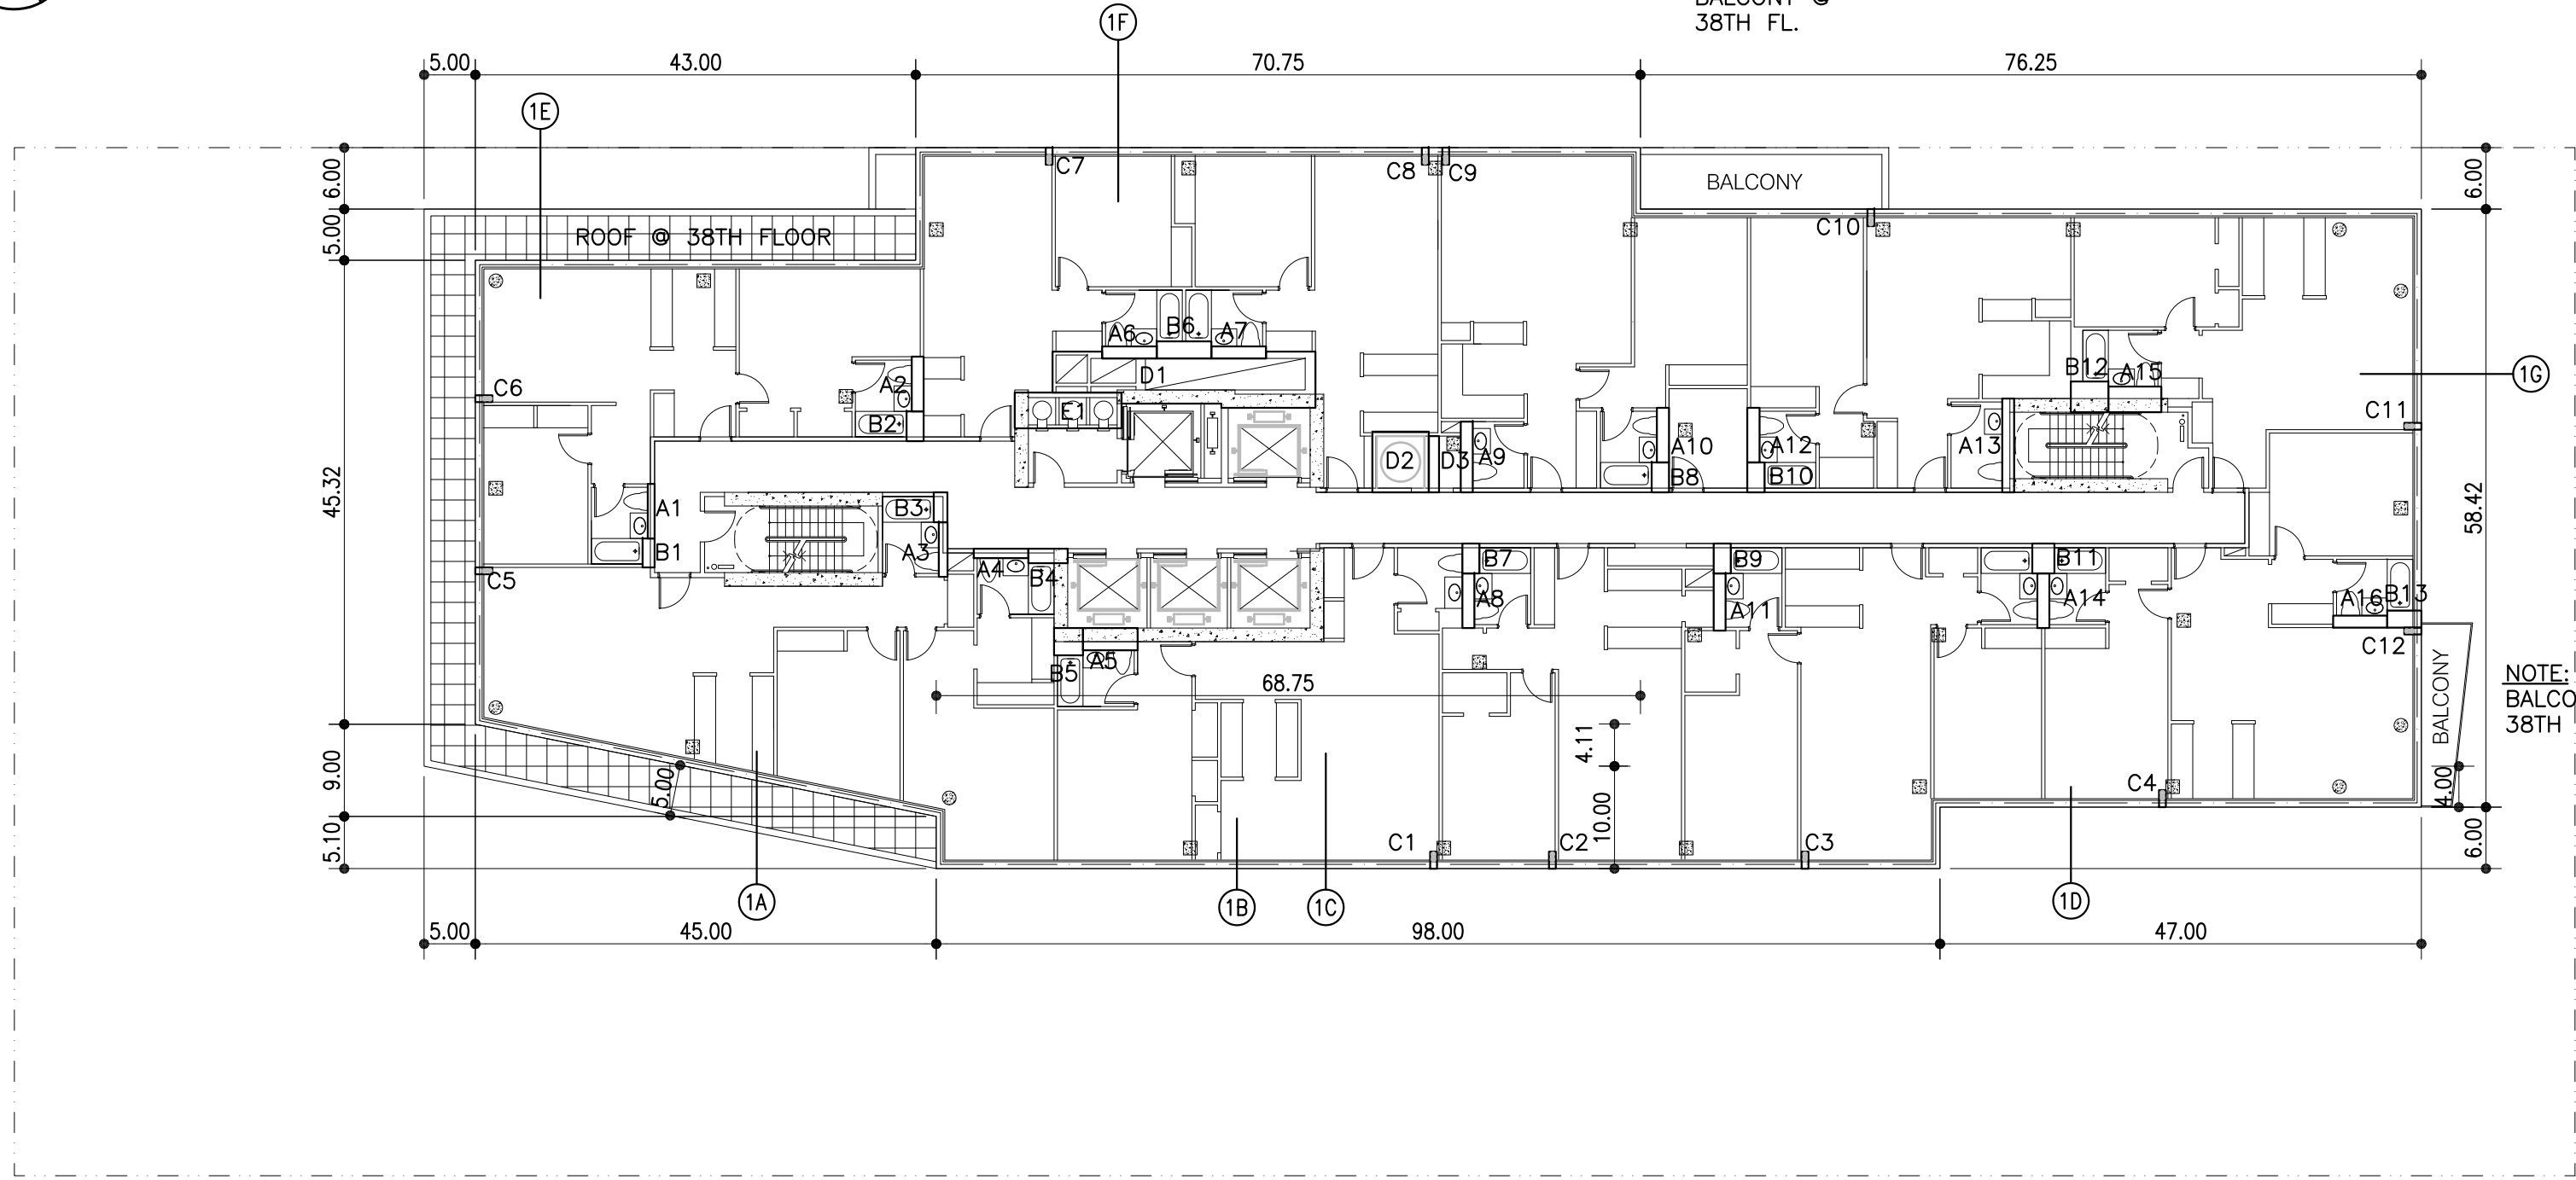 BALCONY @
38TH FL.
1F
5.00
43.00
70.75
76.25
1E
6.00
C7
C8
C9
BALCONY
6.00
5.00
ROOF @ 38TH FLOOR
C10
A6
B6
A7
D1
B12
A15
1G
C6
A2
B2
E1
C11
45.32
D2
D3
A9
A10
B8
A12
B10
A13
A1
B1
B3
A3
58.42
C5
A4
B4
B7
A8
B9
A11
B11
A14
A16
B13
C12
B5
A5
68.75
BALCONY
NOTE:
BALCO
38TH
9.00
5.00
4.11
C4
4.00
5.10
10.00
C1
C2
C3
6.00
1A
1B
1C
1D
5.00
45.00
98.00
47.00